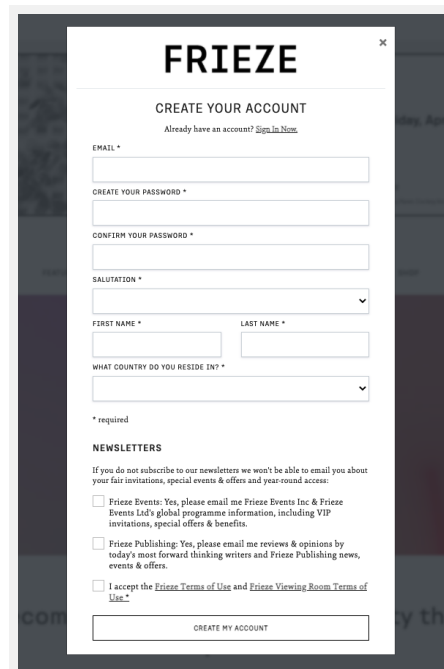 ×
FRIEZE
CREATE YOUR ACCOUNT
Already have an account? Sign In Now.
EMAIL *
CREATE YOUR PASSWORD *
CONFIRM YOUR PASSWORD *
SALUTATION *
FIRST NAME * LAST NAME *
WHAT COUNTRY DO YOU RESIDE IN? *
* required
NEWSLETTERS
If you do not subscribe to our newsletters we won't be able to email you about
your fair invitations, special events & offers and year-round access:
Frieze Events: Yes, please email me Frieze Events Inc & Frieze
Events Ltd's global programme information, including VIP
invitations, special offers & benefits.
Frieze Publishing: Yes, please email me reviews & opinions by
today's most forward thinking writers and Frieze Publishing news,
events & offers.
I accept the Frieze Terms of Use and Frieze Viewing Room Terms of
Use *
CREATE MY ACCOUNT